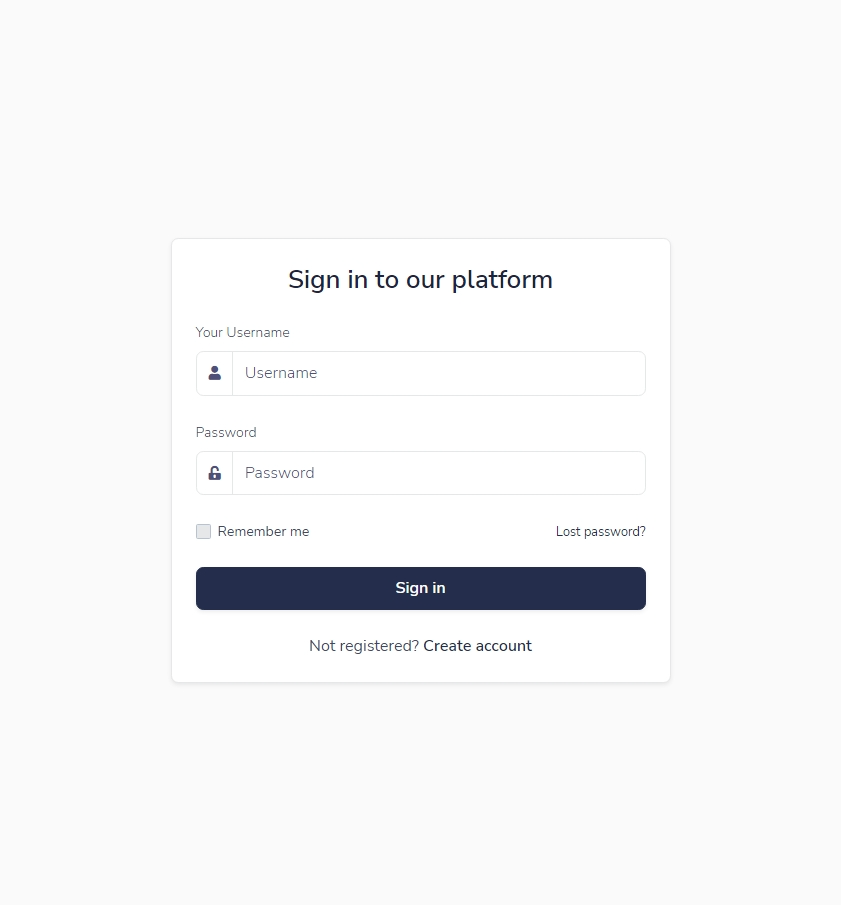 Sign in to our platform
Your Username
Username
Password
Password
Remember me Lost password?
Sign in
Not registered? Create account